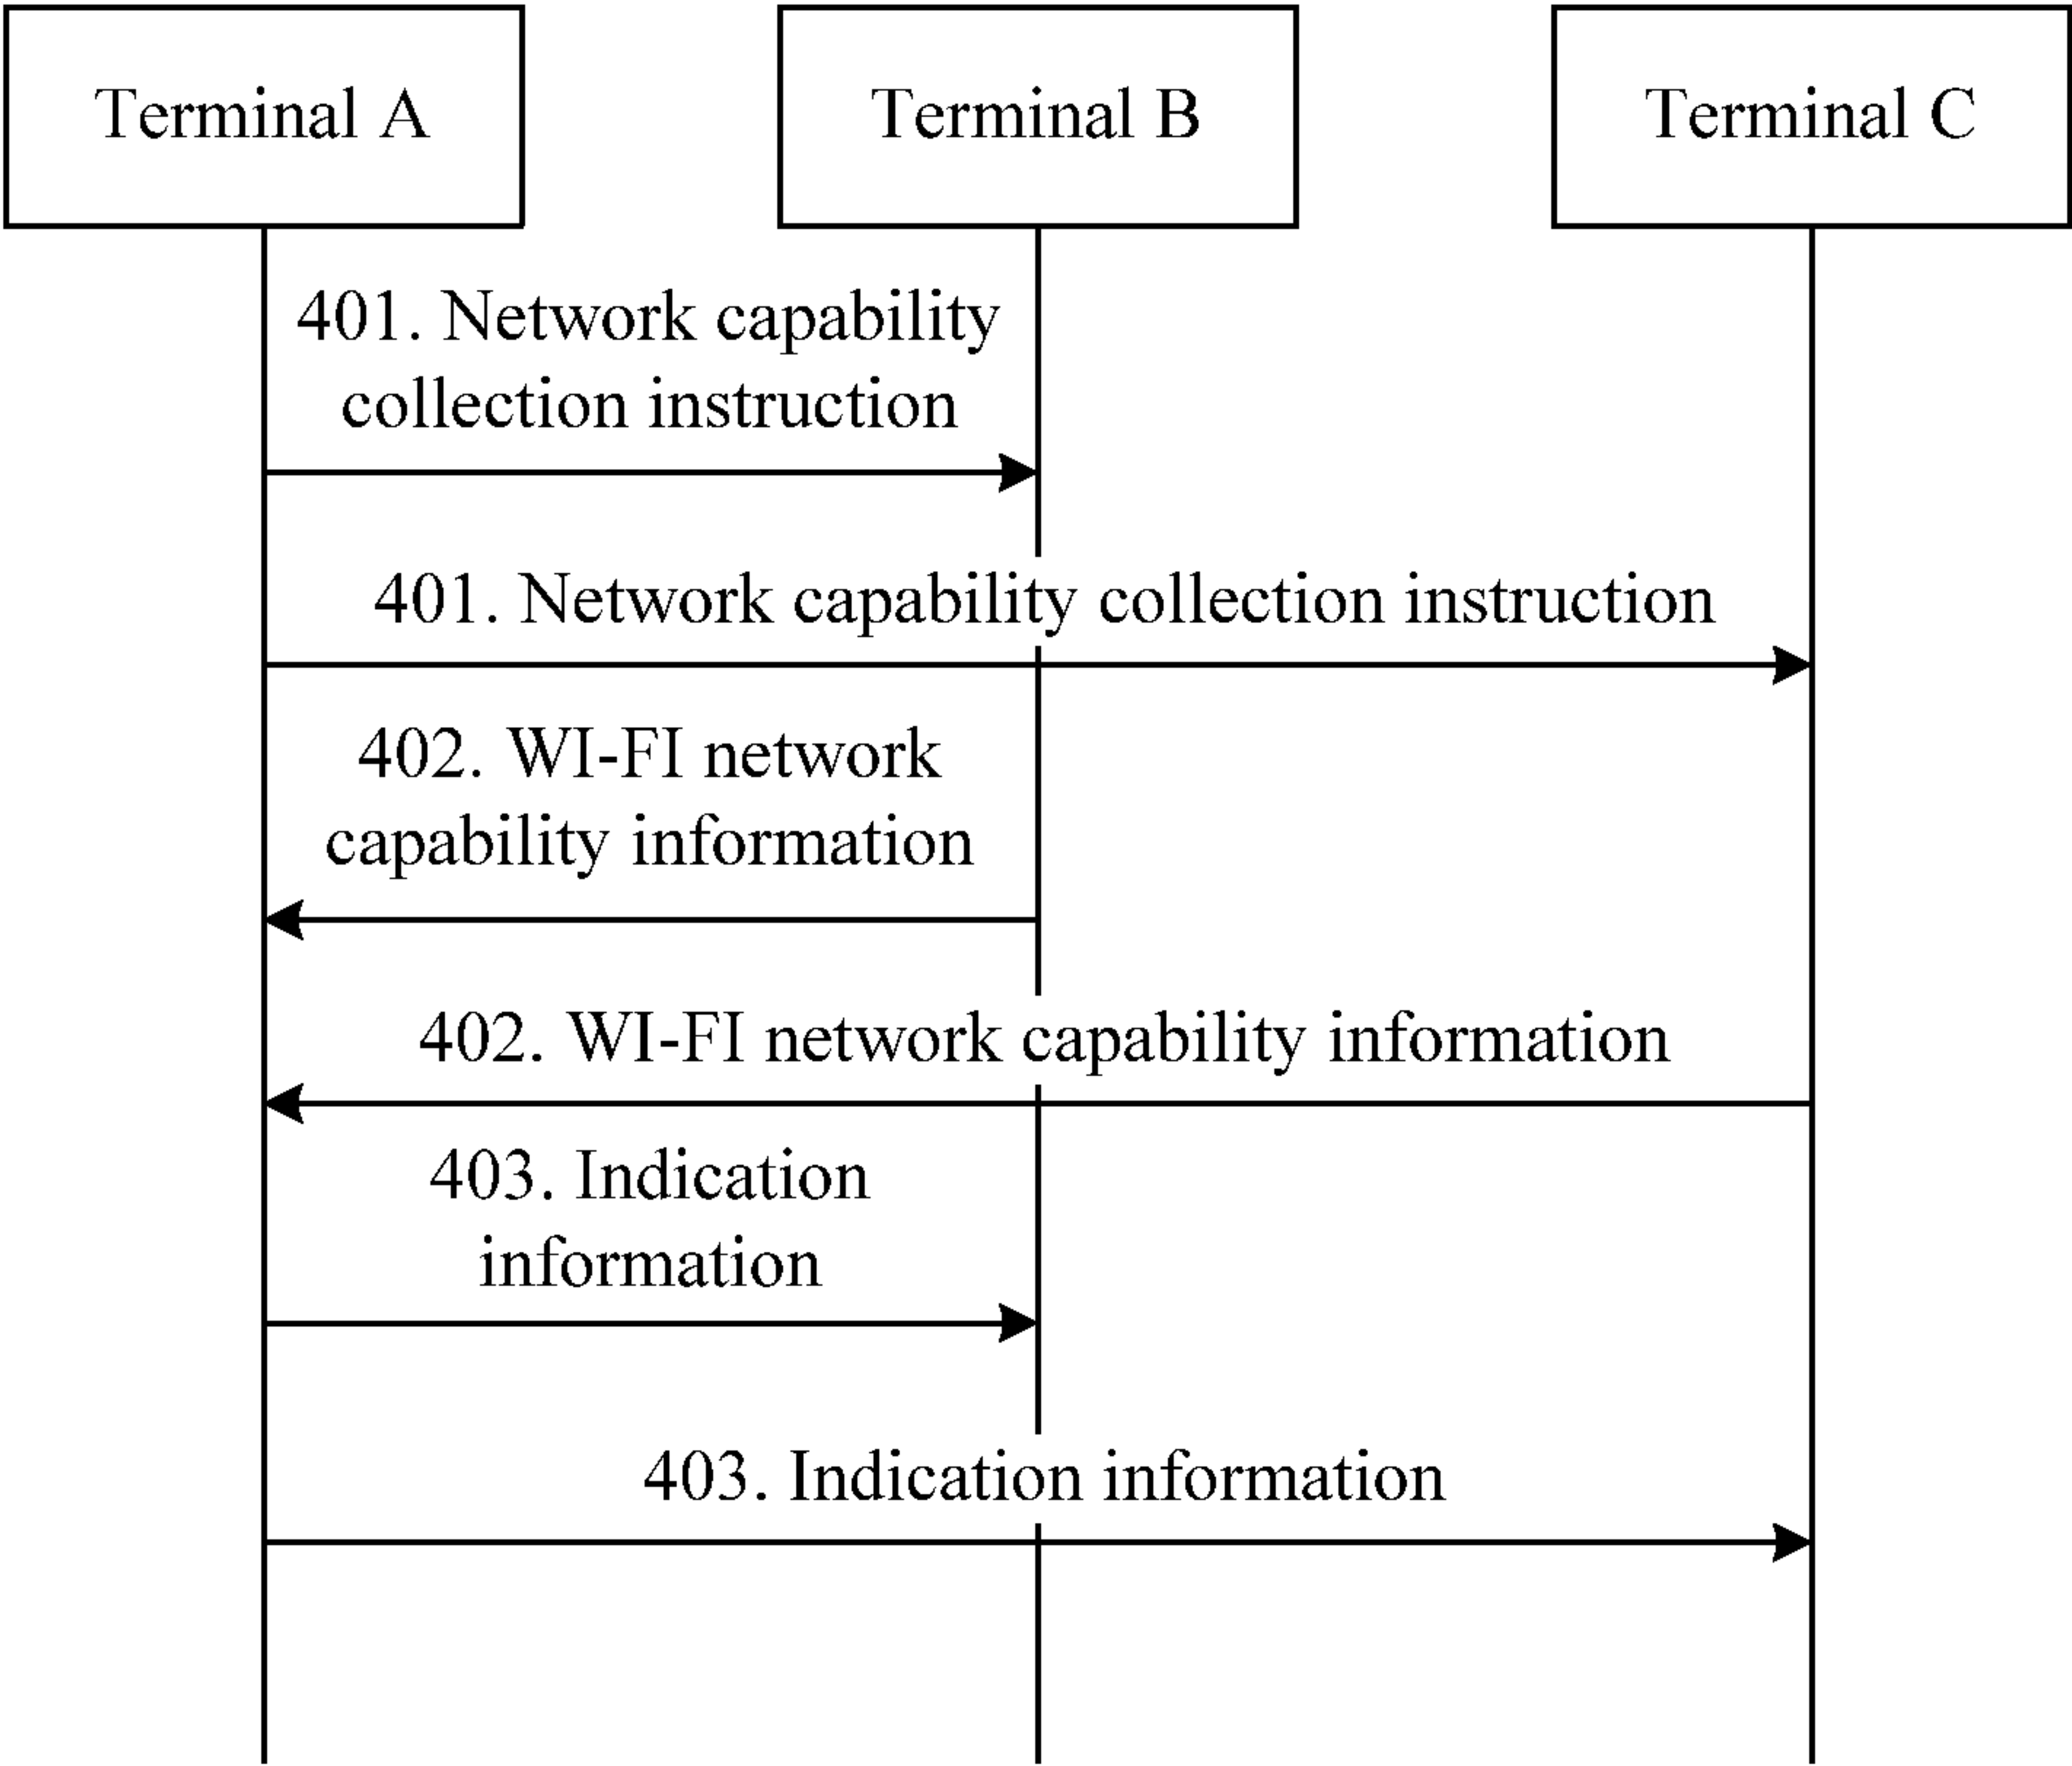 Terminal A
Terminal B
Terminal C
401. Network capability
collection instruction
401. Network capability collection instruction
402. WI-FI network
capability information
402. WI-FI network capability information
403. Indication
information
403. Indication information